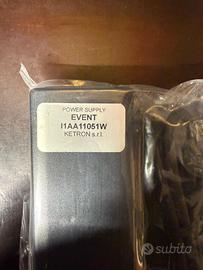 POWER SUPPLY
EVENT
I1AA11051W
KETRON s.r.l.
subito